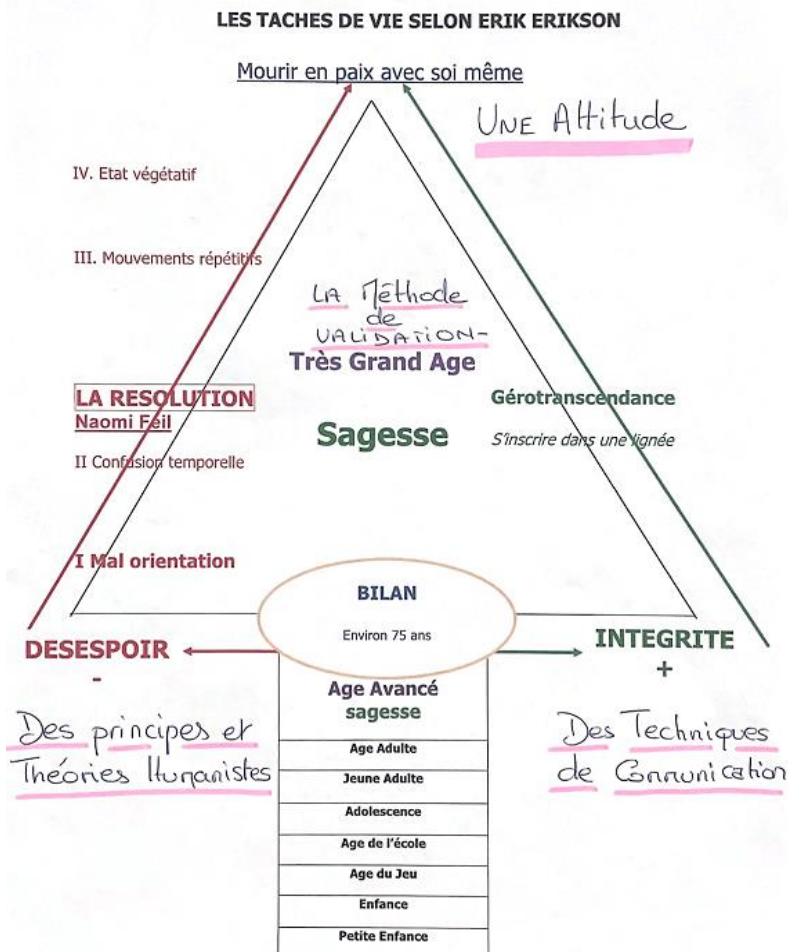 LES TACHES DE VIE SELON ERIK ERIKSON
Mourir en paix avec soi même
UNE Attitude
IV. Etat végétatif
III. Mouvements répétitifs
LA Méthode
de
VALIDATION-
Très Grand Age
LA RESOLUTION
Naomi Feil
Gérotranscendance
Sagesse
S'inscrire dans une lignée
II Confusion temporelle
I Mal orientation
BILAN
Environ 75 ans
DESESPOIR
-
INTEGRITE
+
Age Avancé
sagesse
Des principes et
Théories Humanistes
Des Techniques
de Communication
Age Adulte
Jeune Adulte
Adolescence
Age de l'école
Age du Jeu
Enfance
Petite Enfance